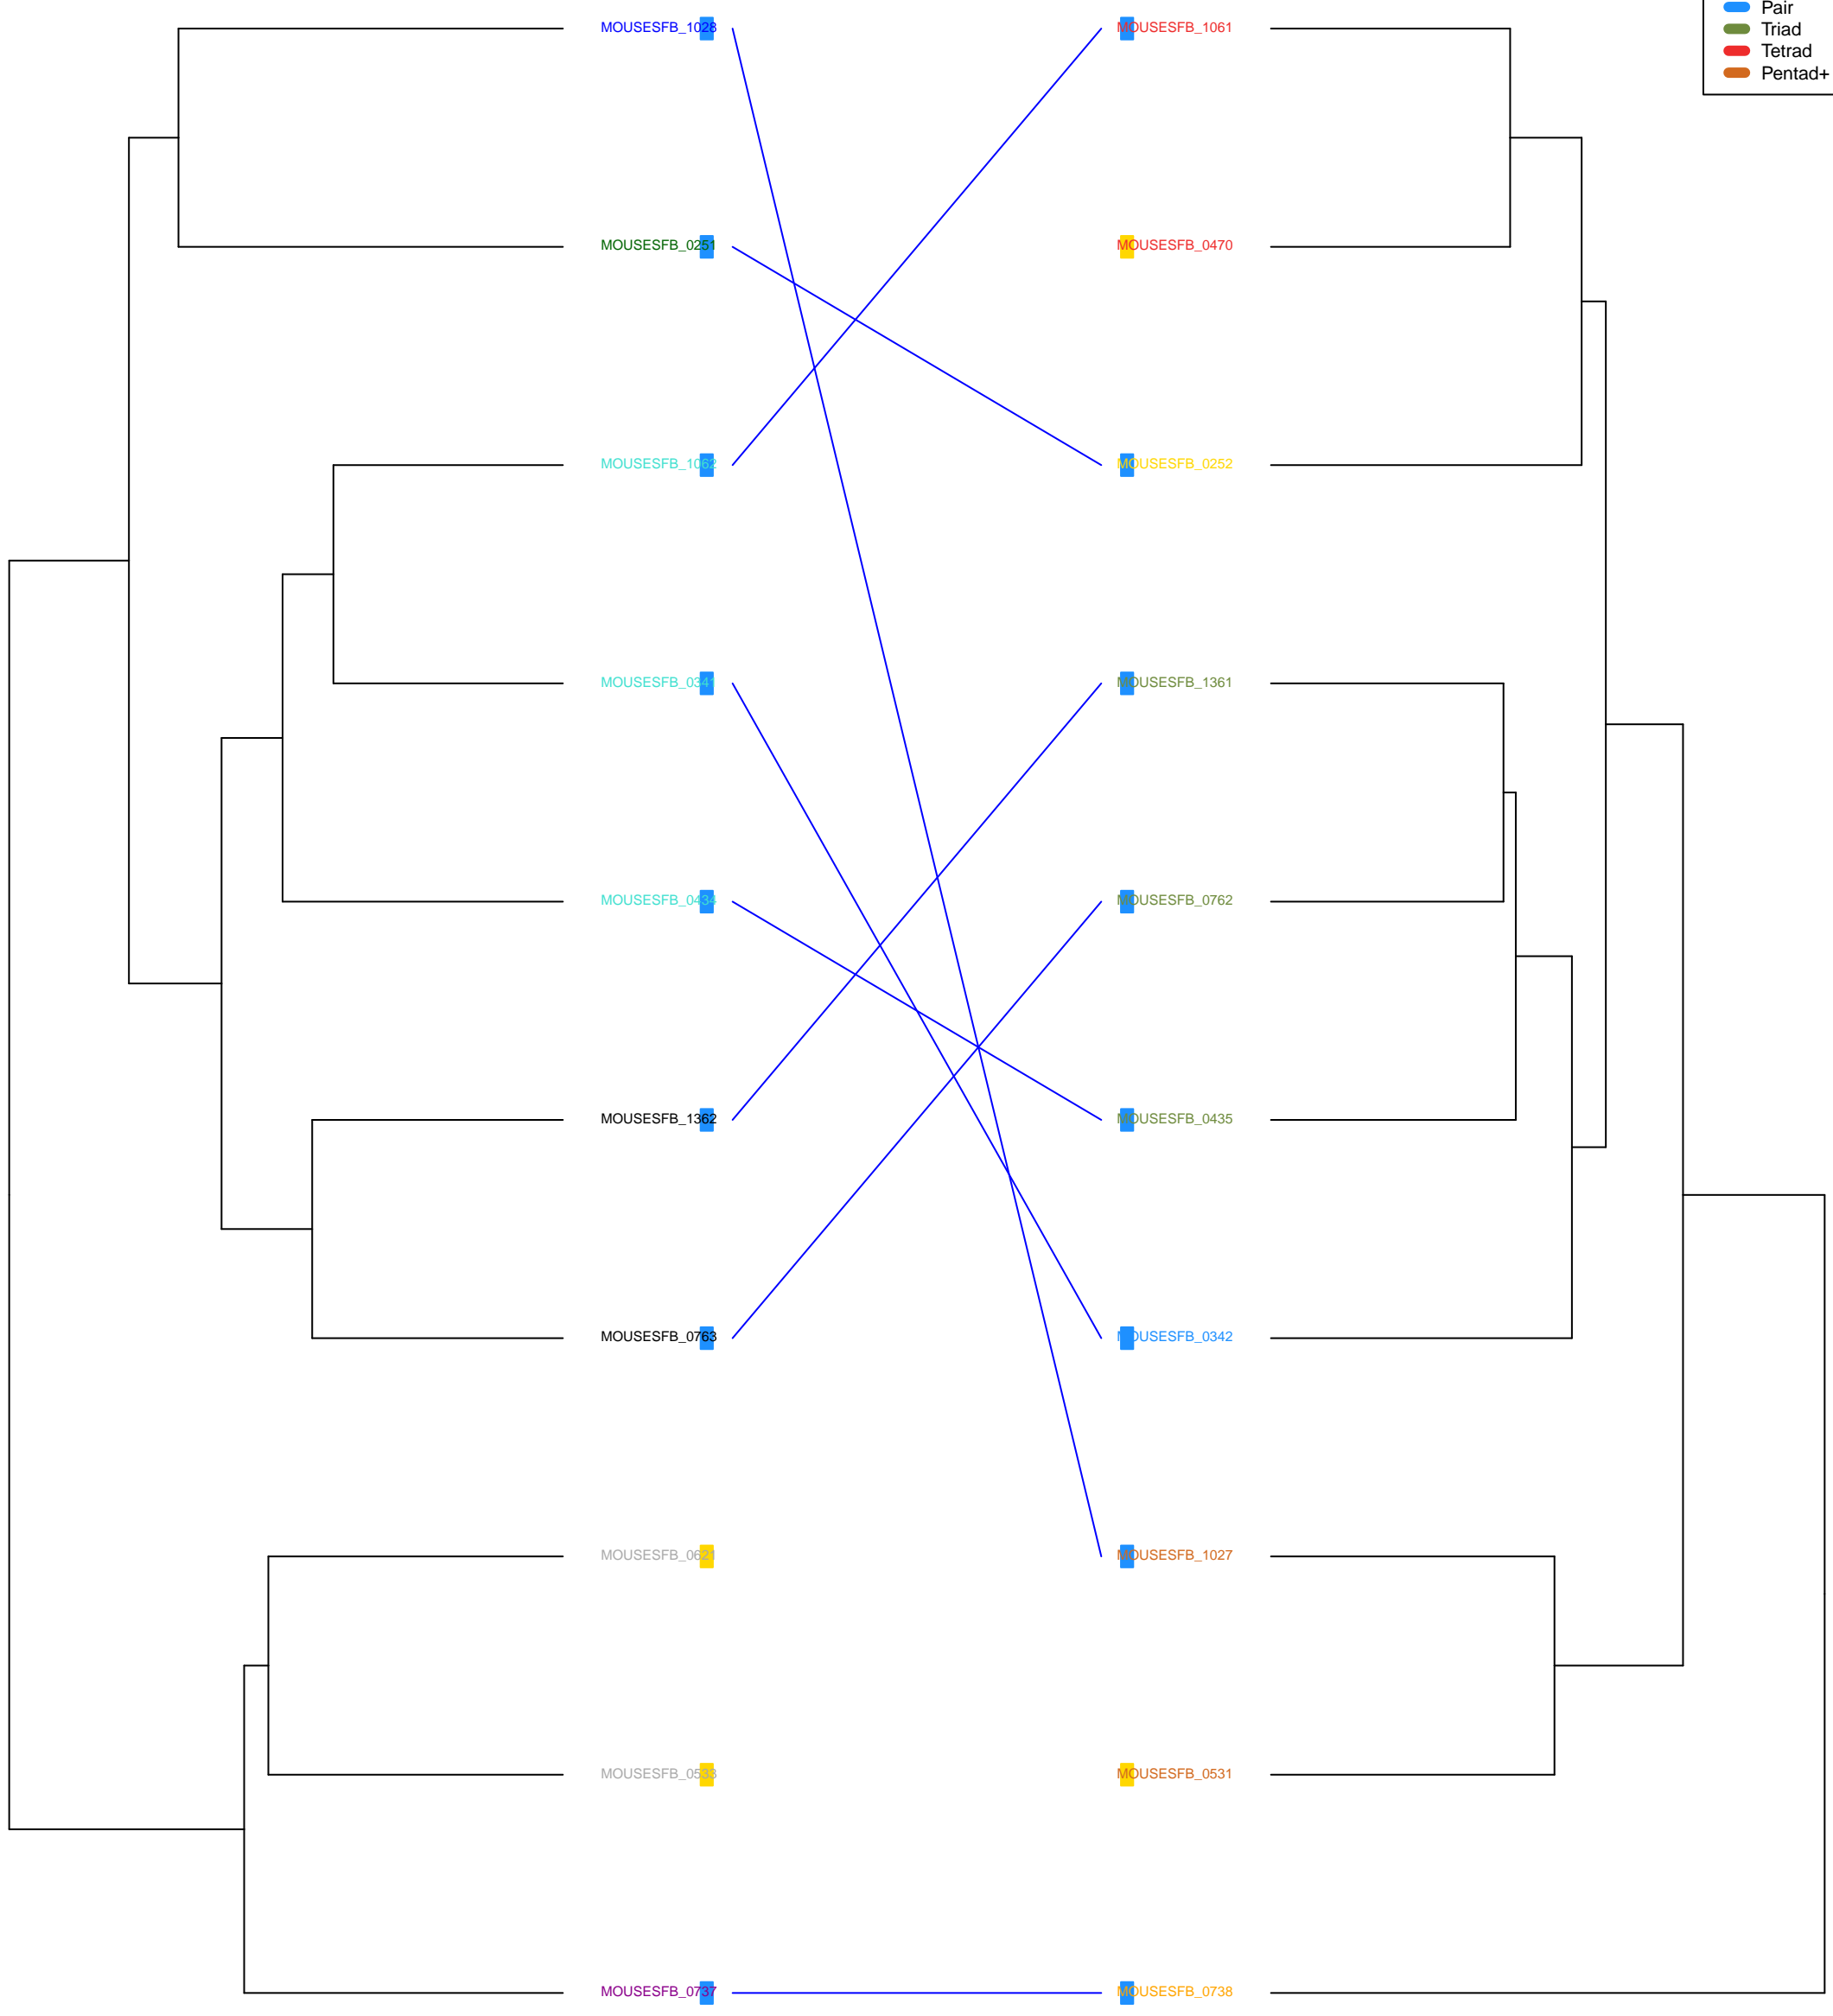 Pair
Triad
Tetrad
Pentad+
MOUSESFB_1028 MOUSESFB_1061
MOUSESFB_0251 MOUSESFB_0470
MOUSESFB_1062 MOUSESFB_0252
MOUSESFB_0341 MOUSESFB_1361
MOUSESFB_0434 MOUSESFB_0762
MOUSESFB_1362 MOUSESFB_0435
MOUSESFB_0763 MOUSESFB_0342
MOUSESFB_0621 MOUSESFB_1027
MOUSESFB_0533 MOUSESFB_0531
MOUSESFB_0737 MOUSESFB_0738